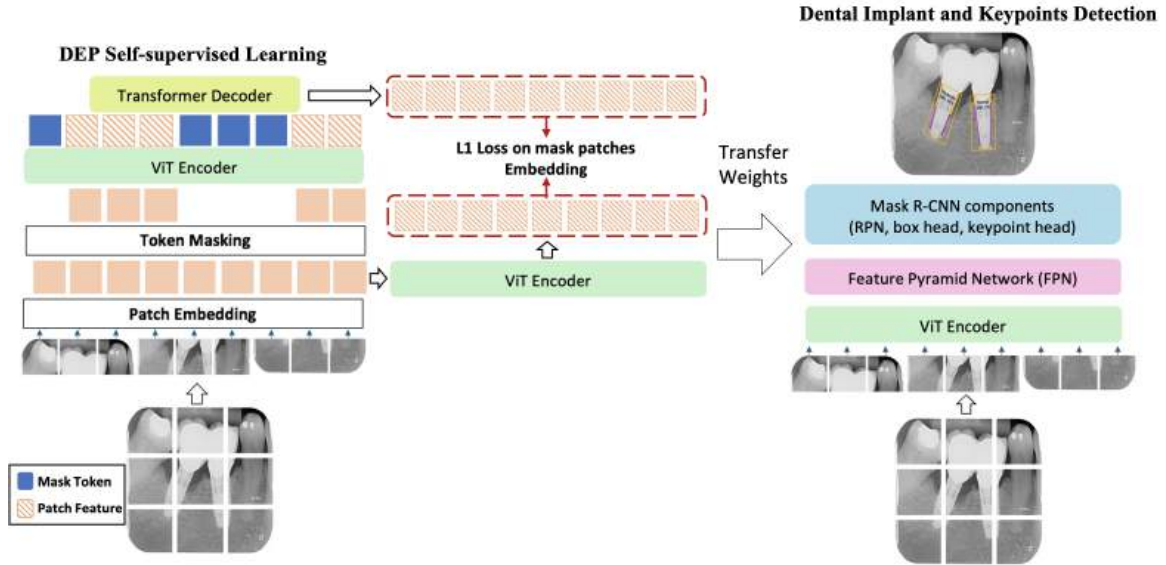 DEP Self-supervised Learning
Transformer Decoder
ViT Encoder
Token Masking
Patch Embedding
Mask Token
Patch Feature
L1 Loss on mask patches
Embedding
ViT Encoder
Transfer
Weights
Dental Implant and Keypoints Detection
Mask R-CNN components
(RPN, box head, keypoint head)
Feature Pyramid Network (FPN)
ViT Encoder